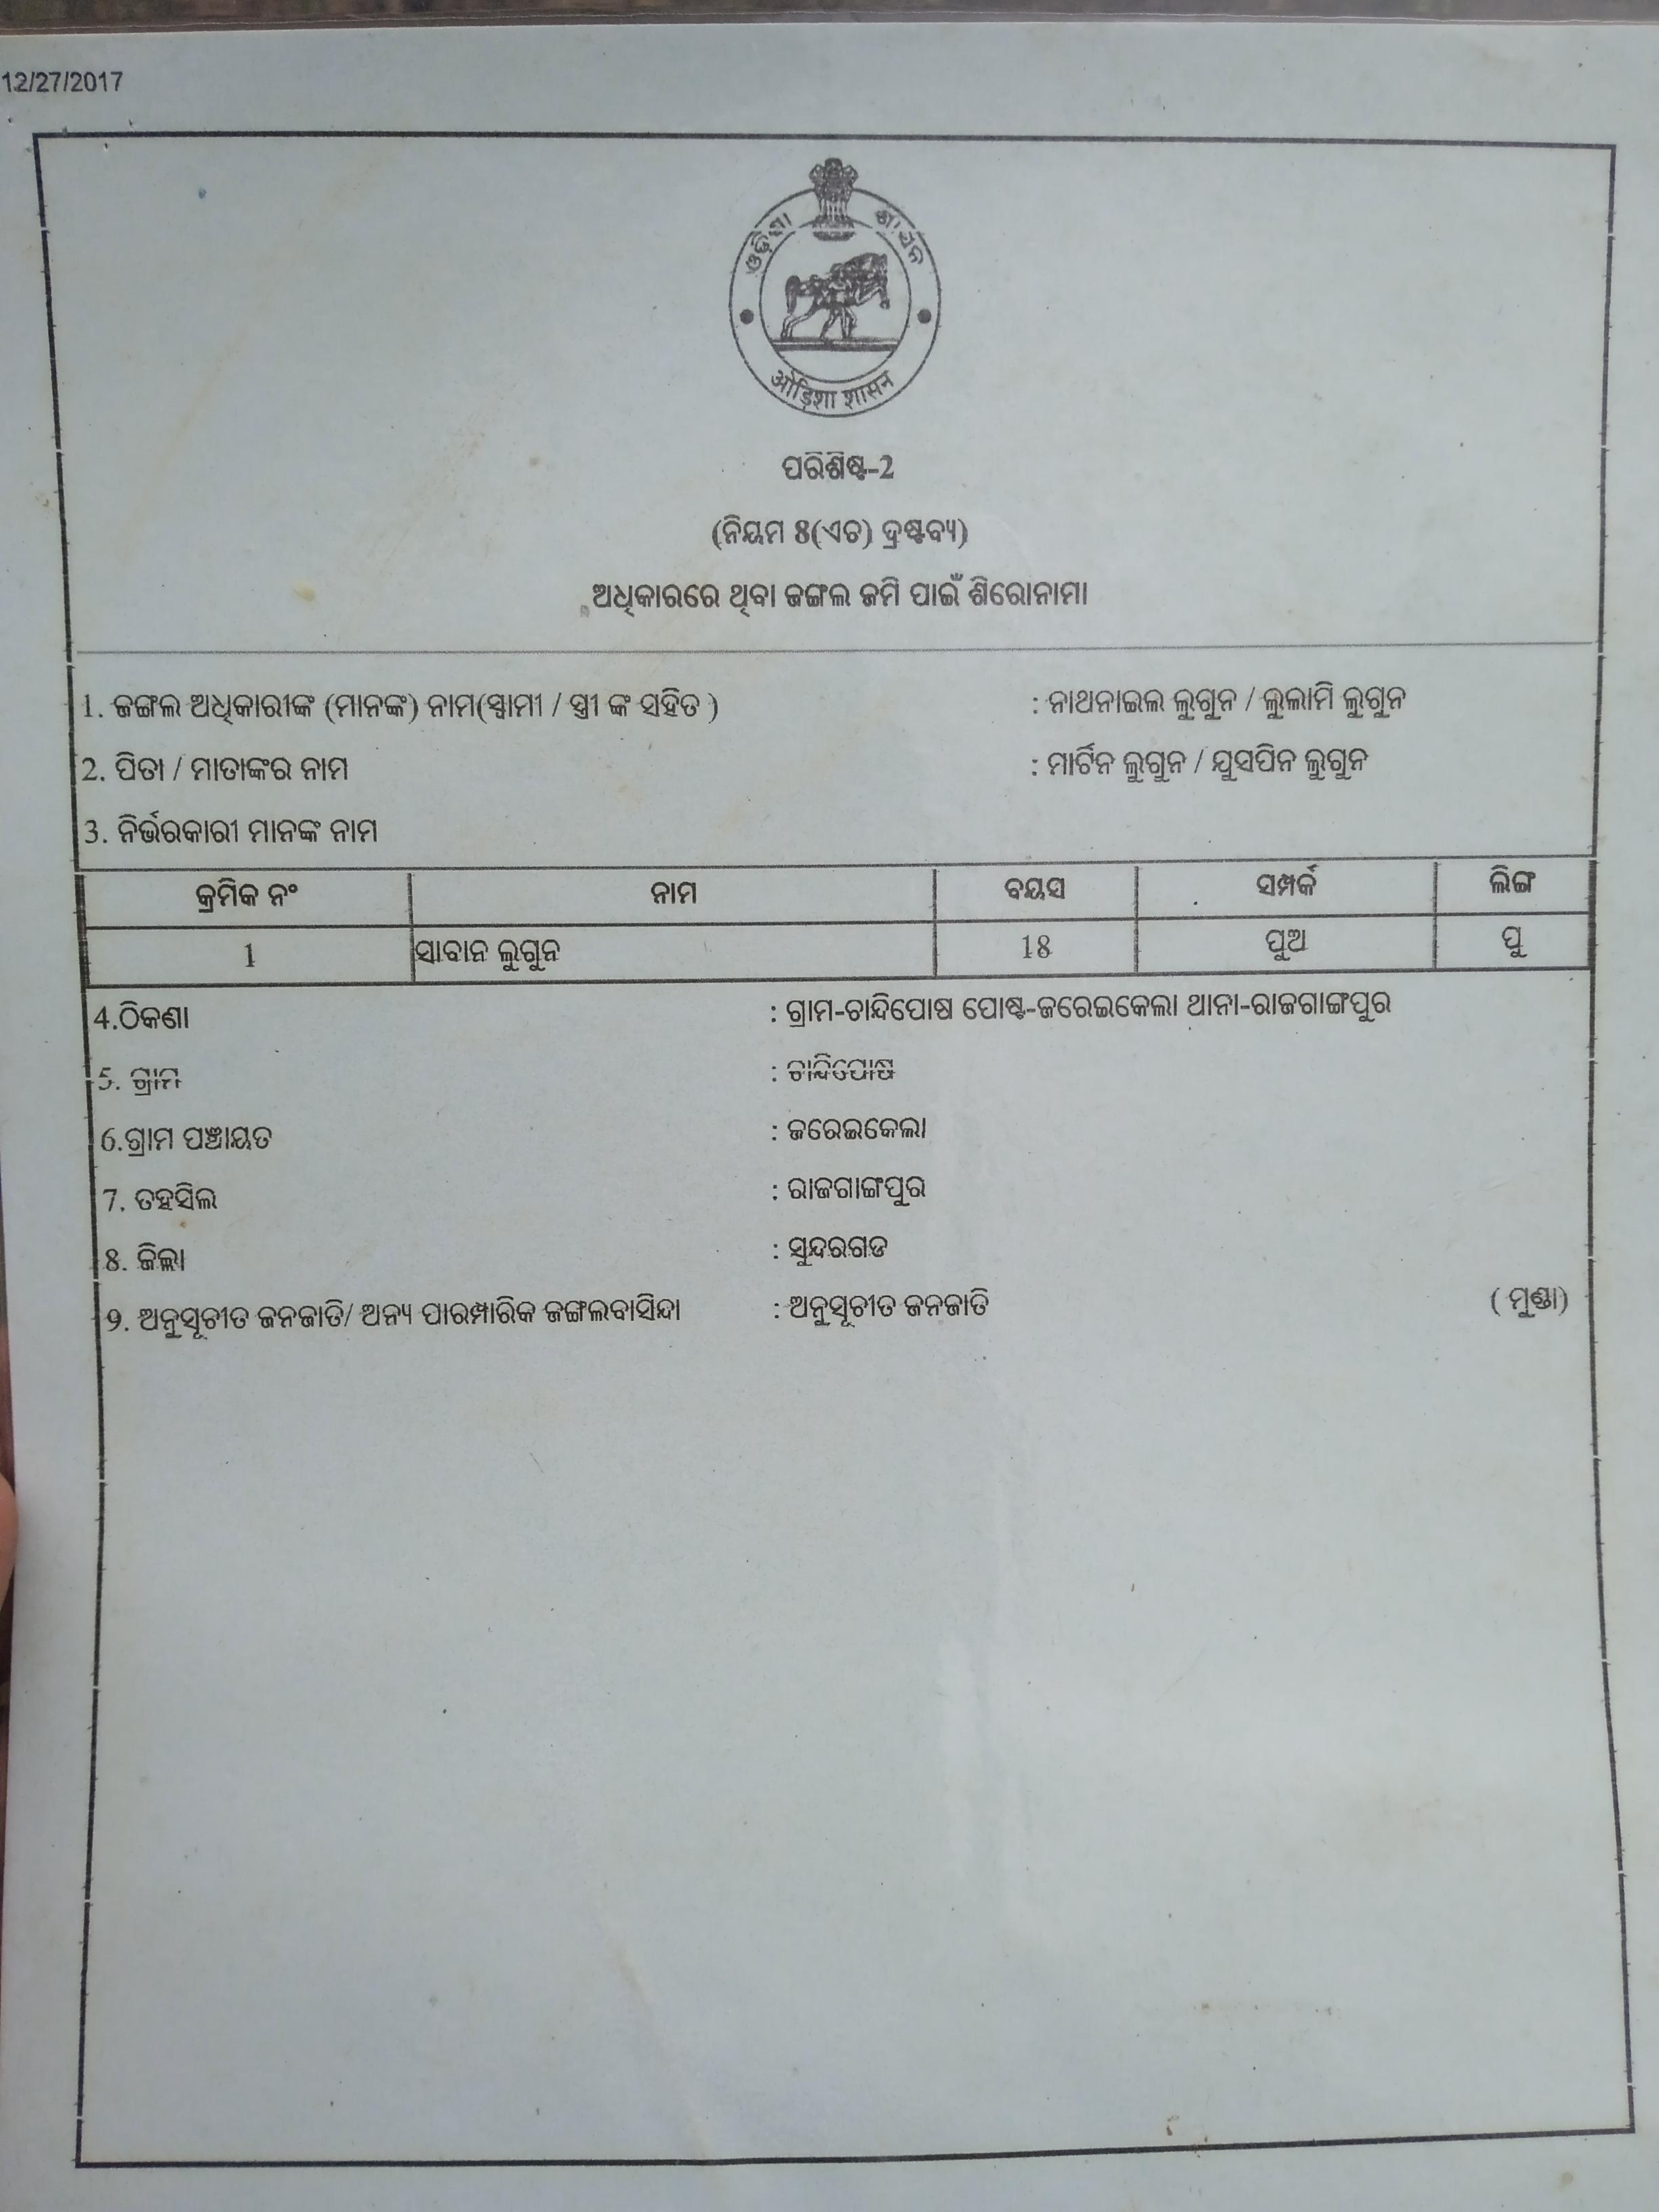 12/27/2017
ଓଡ଼ିଶା ଶାସନ
ओड़िशा शासन
ପରିଶିଷ୍ଟ-2
(ନିୟମ 8(ଏଚ) ଦ୍ରଷ୍ଟବ୍ୟ)
ଅଧିକାରରେ ଥିବା ଜଙ୍ଗଲ ଜମି ପାଇଁ ଶିରୋନାମା
1. ଜଙ୍ଗଲ ଅଧିକାରୀଙ୍କ (ମାନଙ୍କ) ନାମ(ସ୍ୱାମୀ / ସ୍ତ୍ରୀ ଙ୍କ ସହିତ ) : ନାଥନାଇଲ ଲୁଗୁନ / ଲୁଲାମି ଲୁଗୁନ
2. ପିତା / ମାତାଙ୍କର ନାମ : ମାର୍ଟିନ ଲୁଗୁନ / ଯୁସପିନ ଲୁଗୁନ
3. ନିର୍ଭରକାରୀ ମାନଙ୍କ ନାମ
କ୍ରମିକ ନଂ ନାମ ବୟସ ସମ୍ପର୍କ ଲିଙ୍ଗ
1 ସାବାନ ଲୁଗୁନ 18 ପୁଅ ପୁ
4.ଠିକଣା : ଗ୍ରାମ-ଚାନ୍ଦିପୋଷ ପୋଷ୍ଟ-ଜରେଇକେଲା ଥାନା-ରାଜଗାଙ୍ଗପୁର
5. ଗ୍ରାମ : ଚାନ୍ଦିପୋଷ
6.ଗ୍ରାମ ପଞ୍ଚାୟତ : ଜରେଇକେଲା
7. ତହସିଲ : ରାଜଗାଙ୍ଗପୁର
8. ଜିଲ୍ଲା : ସୁନ୍ଦରଗଡ
9. ଅନୁସୂଚୀତ ଜନଜାତି/ ଅନ୍ୟ ପାରମ୍ପାରିକ ଜଙ୍ଗଲବାସିନ୍ଦା : ଅନୁସୂଚୀତ ଜନଜାତି ( ମୁଣ୍ଡା)